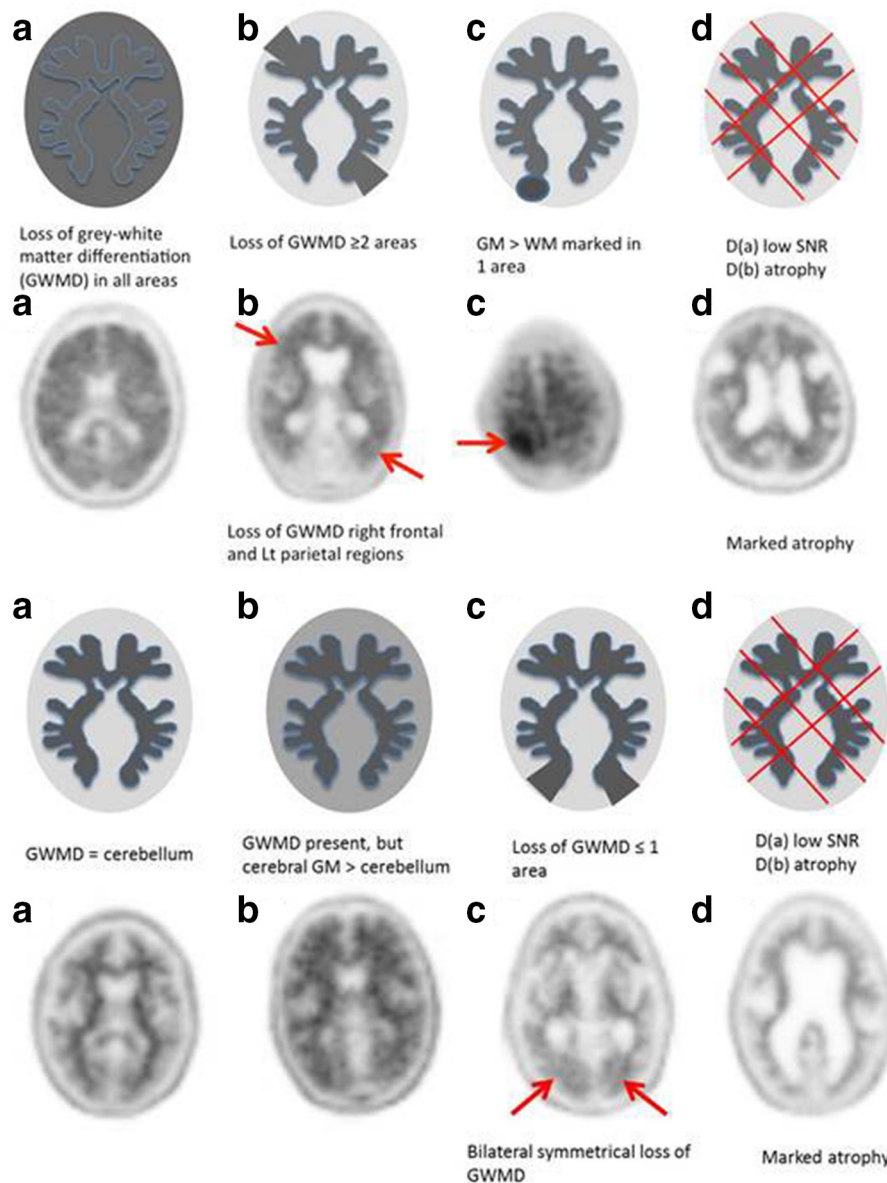 a b c d
Loss of grey-white
matter differentiation
(GWMD) in all areas
Loss of GWMD ≥2 areas
GM > WM marked in
1 area
D(a) low SNR
D(b) atrophy
a b c d
Loss of GWMD right frontal
and Lt parietal regions
Marked atrophy
a b c d
GWMD = cerebellum
GWMD present, but
cerebral GM > cerebellum
Loss of GWMD ≤ 1
area
D(a) low SNR
D(b) atrophy
a b c d
Bilateral symmetrical loss of
GWMD
Marked atrophy